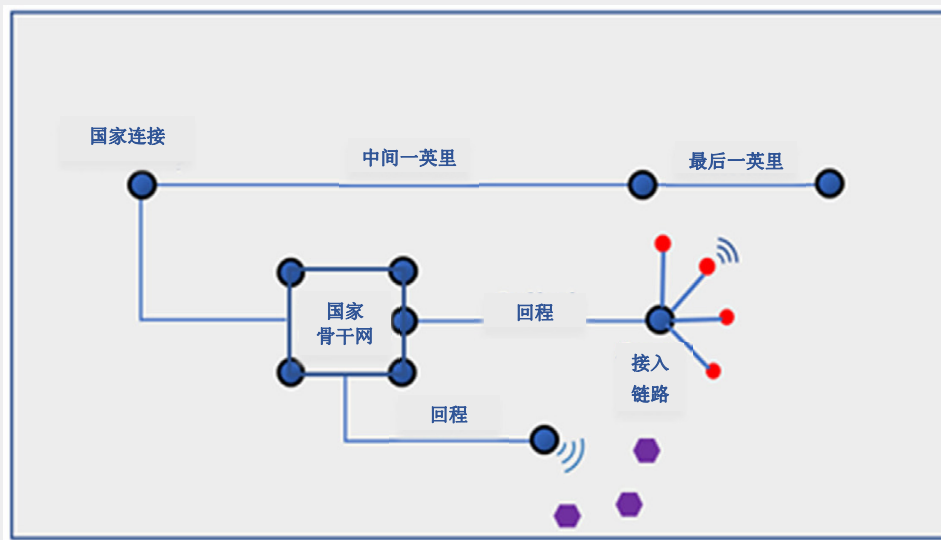 国家连接
中间一英里
最后一英里
国家
骨干网
回程
接入
链路
回程